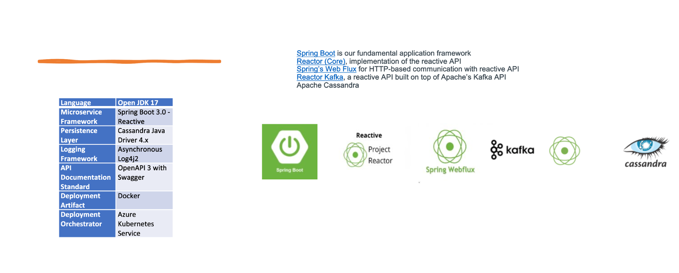 Spring Boot is our fundamental application framework
Reactor (Core), implementation of the reactive API
Spring's Web Flux for HTTP-based communication with reactive API
Reactor Kafka, a reactive API built on top of Apache's Kafka API
Apache Cassandra
Language Open JDK 17
Microservice Spring Boot 3.0 -
Framework Reactive
Persistence Cassandra Java
Layer Driver 4.x
Logging Asynchronous
Framework Log4j2
API OpenAPI 3 with
Documentation Swagger
Standard
Deployment Docker
Artifact
Deployment Azure
Orchestrator Kubernetes
Service
Spring Boot
Reactive
Project
Reactor
Spring Webflux
kafka
cassandra